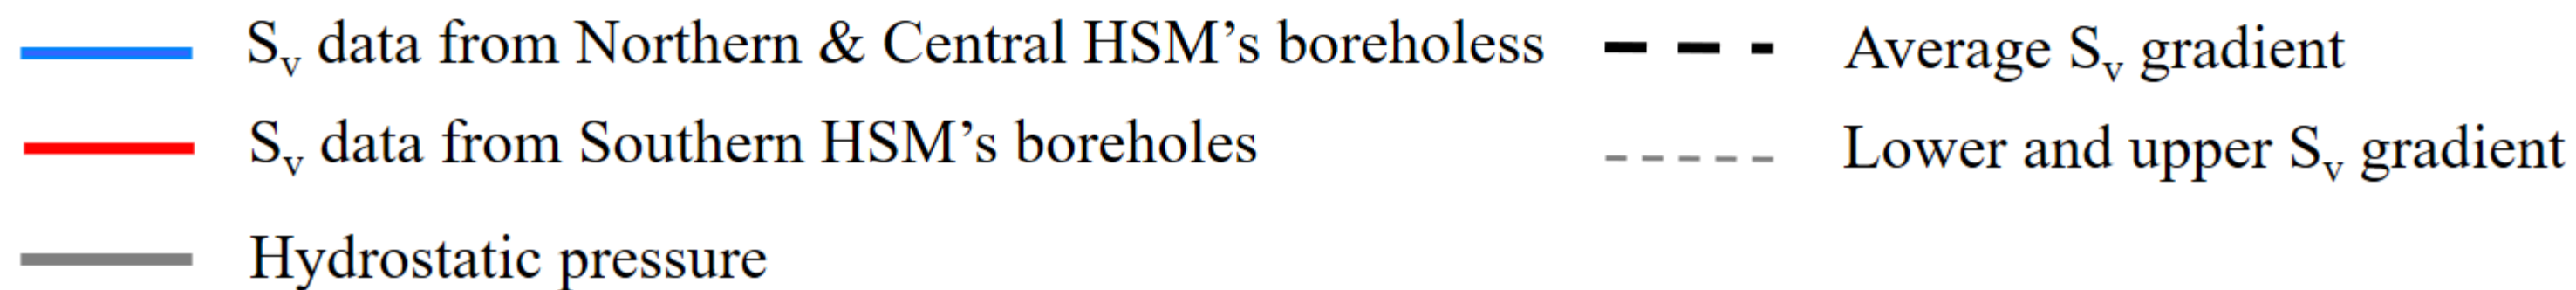 Sv data from Northern & Central HSM’s boreholess
Sv data from Southern HSM’s boreholes
Hydrostatic pressure
Average Sv gradient
Lower and upper Sv gradient